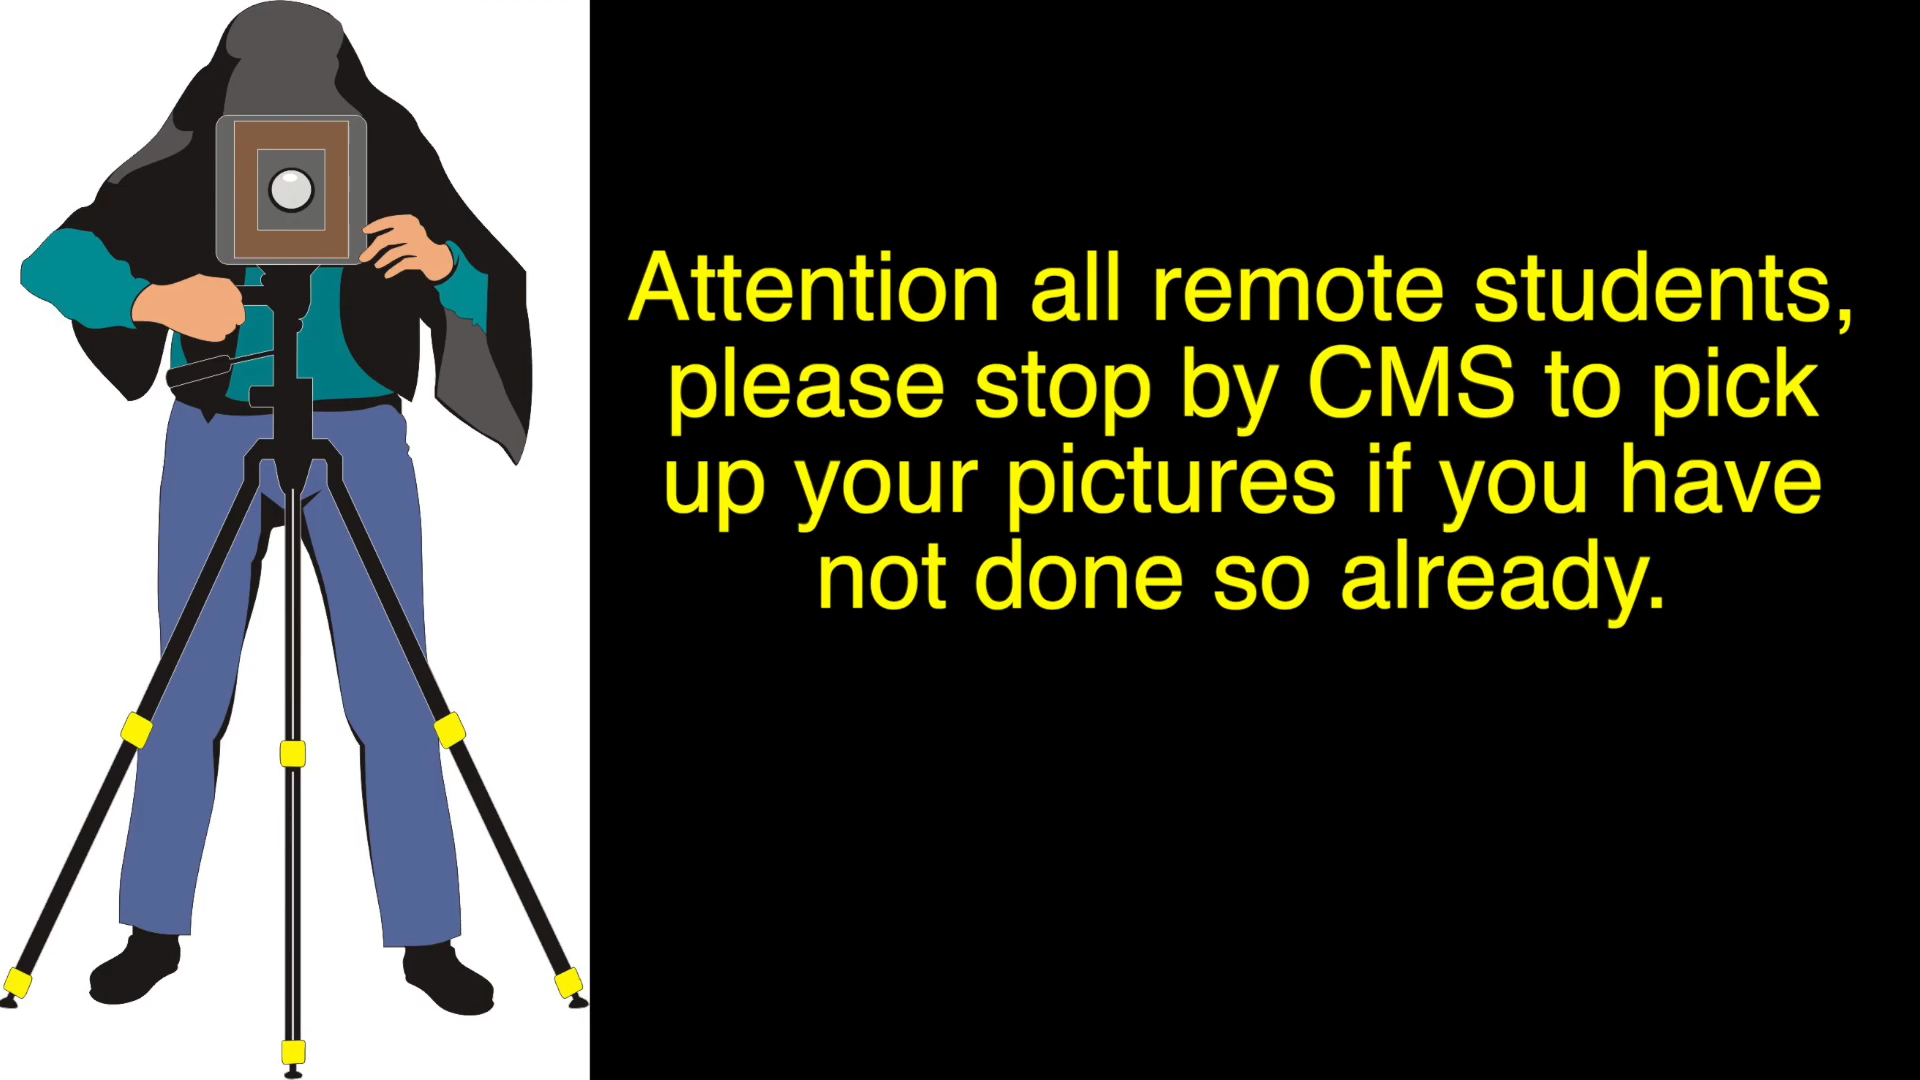 Attention all remote students,
please stop by CMS to pick
up your pictures if you have
not done so already.